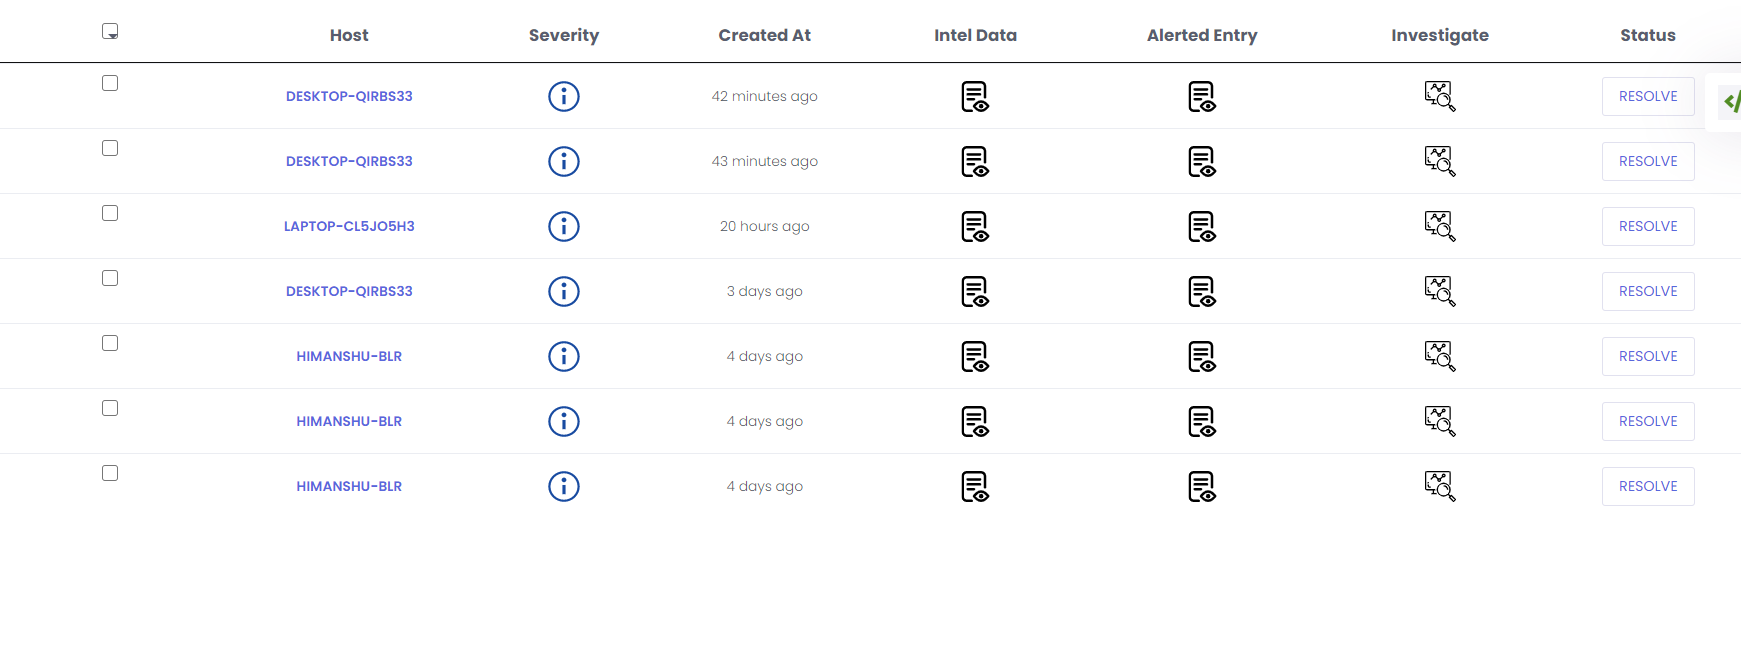 Host Severity Created At Intel Data Alerted Entry Investigate Status
DESKTOP-QIRBS33 42 minutes ago RESOLVE
DESKTOP-QIRBS33 43 minutes ago RESOLVE
LAPTOP-CL5JO5H3 20 hours ago RESOLVE
DESKTOP-QIRBS33 3 days ago RESOLVE
HIMANSHU-BLR 4 days ago RESOLVE
HIMANSHU-BLR 4 days ago RESOLVE
HIMANSHU-BLR 4 days ago RESOLVE